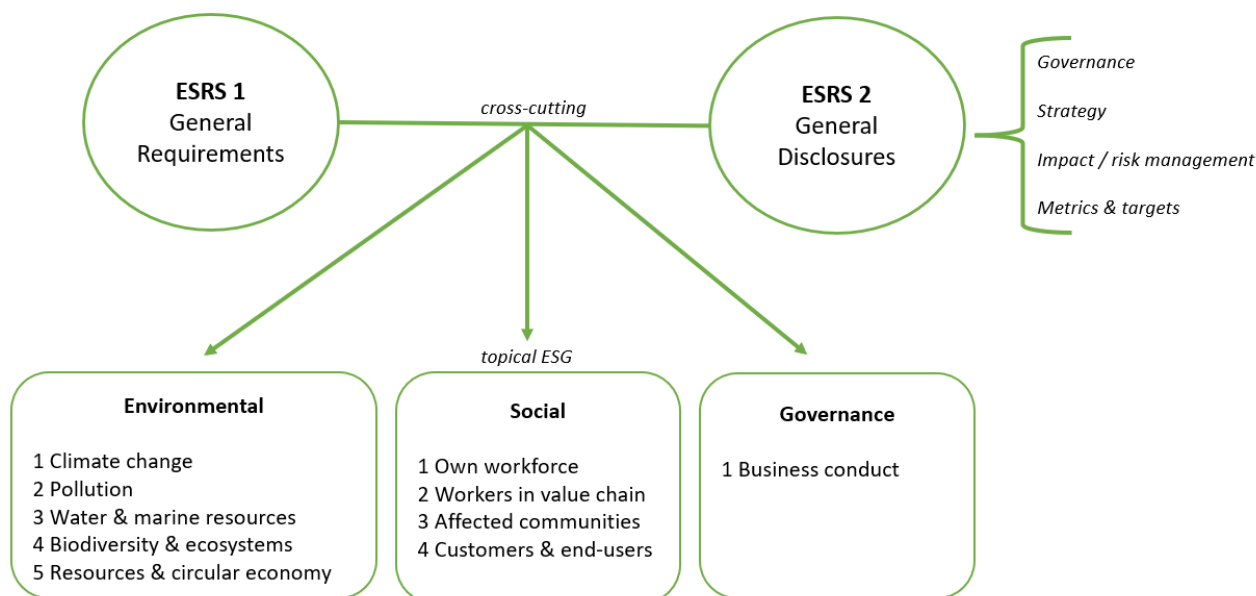 ESRS 1
General
Requirements
cross-cutting
ESRS 2
General
Disclosures
Governance
Strategy
Impact / risk management
Metrics & targets
topical ESG
Environmental
1 Climate change
2 Pollution
3 Water & marine resources
4 Biodiversity & ecosystems
5 Resources & circular economy
Social
1 Own workforce
2 Workers in value chain
3 Affected communities
4 Customers & end-users
Governance
1 Business conduct